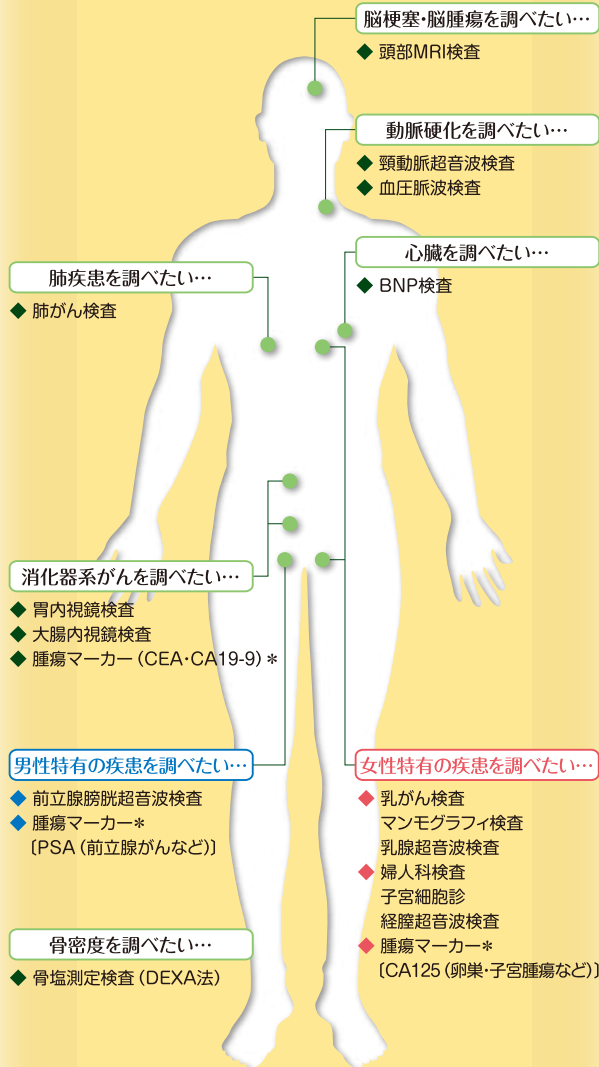 脳梗塞・脳腫瘍を調べたい…
◆ 頭部MRI検査
動脈硬化を調べたい…
◆ 頸動脈超音波検査
◆ 血圧脈波検査
心臓を調べたい…
◆ BNP検査
肺疾患を調べたい…
◆ 肺がん検査
消化器系がんを調べたい…
◆ 胃内視鏡検査
◆ 大腸内視鏡検査
◆ 腫瘍マーカー（CEA・CA19-9）＊
男性特有の疾患を調べたい…
◆ 前立腺膀胱超音波検査
◆ 腫瘍マーカー＊
〔PSA（前立腺がんなど）〕
女性特有の疾患を調べたい…
◆ 乳がん検査
マンモグラフィ検査
乳腺超音波検査
◆ 婦人科検査
子宮細胞診
経膣超音波検査
◆ 腫瘍マーカー＊
〔CA125（卵巣・子宮腫瘍など）〕
骨密度を調べたい…
◆ 骨塩測定検査（DEXA法）